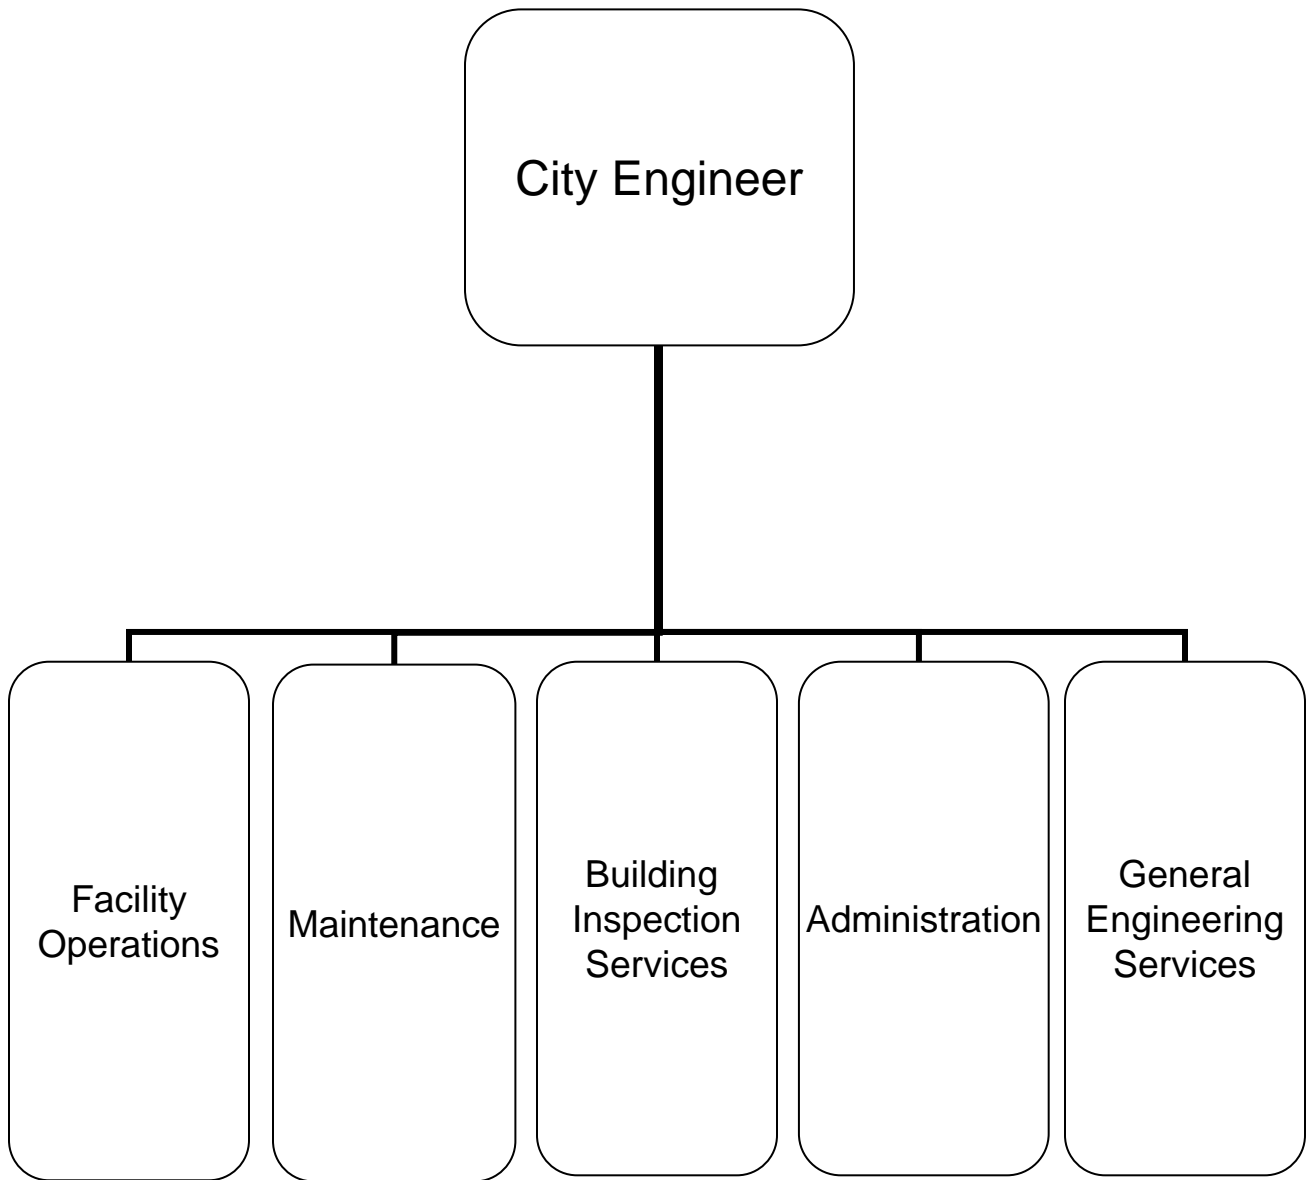 City Engineer
Facility
Operations
Maintenance
Building
Inspection
Services
Administration
General
Engineering
Services